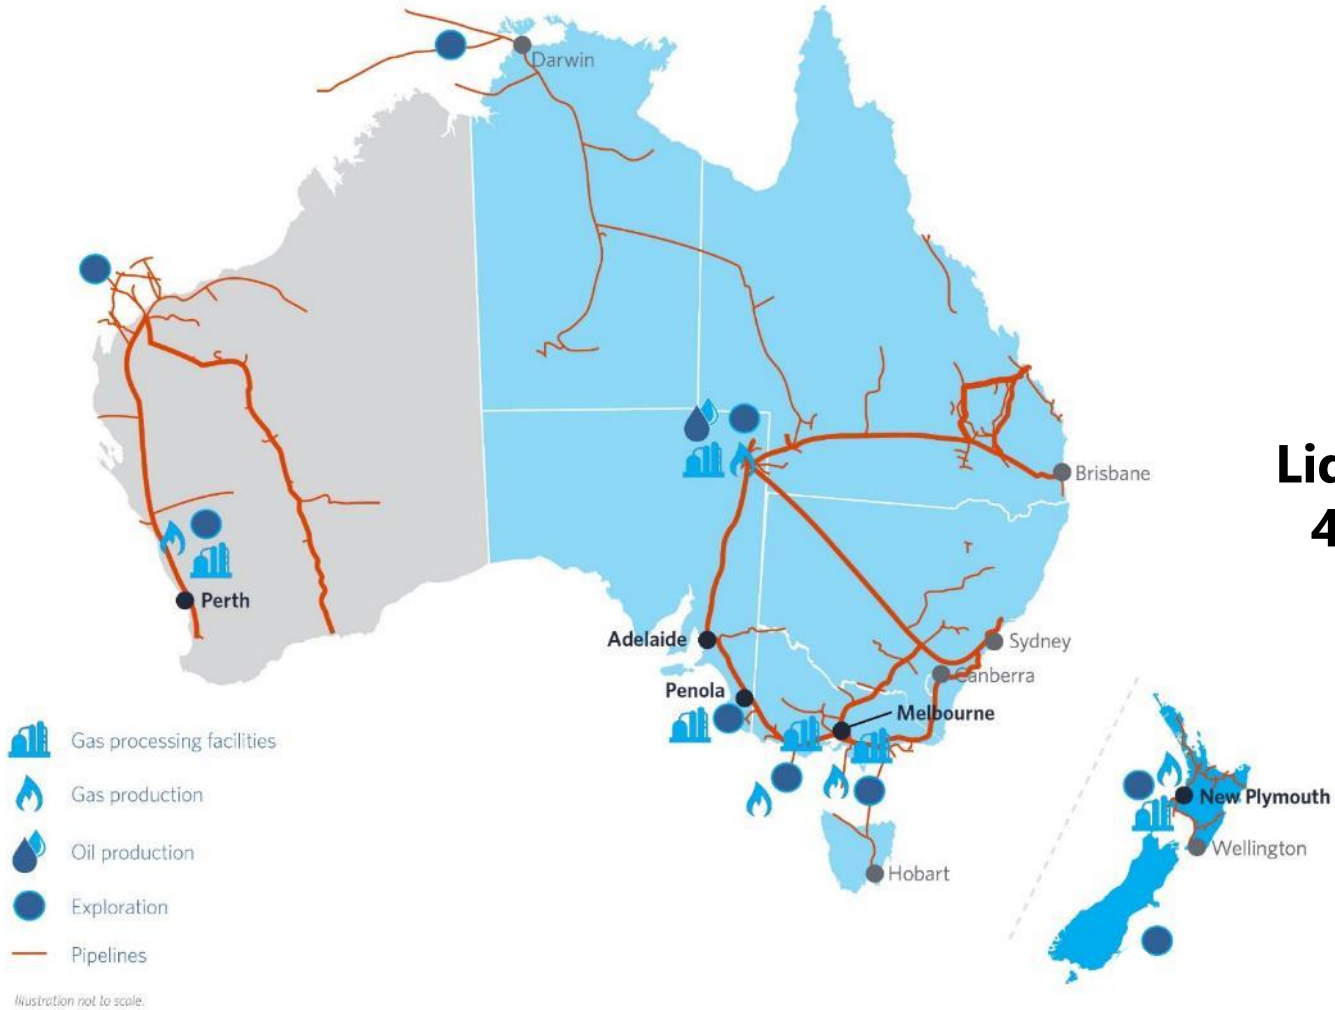 Darwin
Brisbane
Perth
Adelaide
Sydney
Canberra
Penola
Melbourne
Hobart
New Plymouth
Wellington
Gas processing facilities
Gas production
Oil production
Exploration
Pipelines
Illustration not to scale.
4